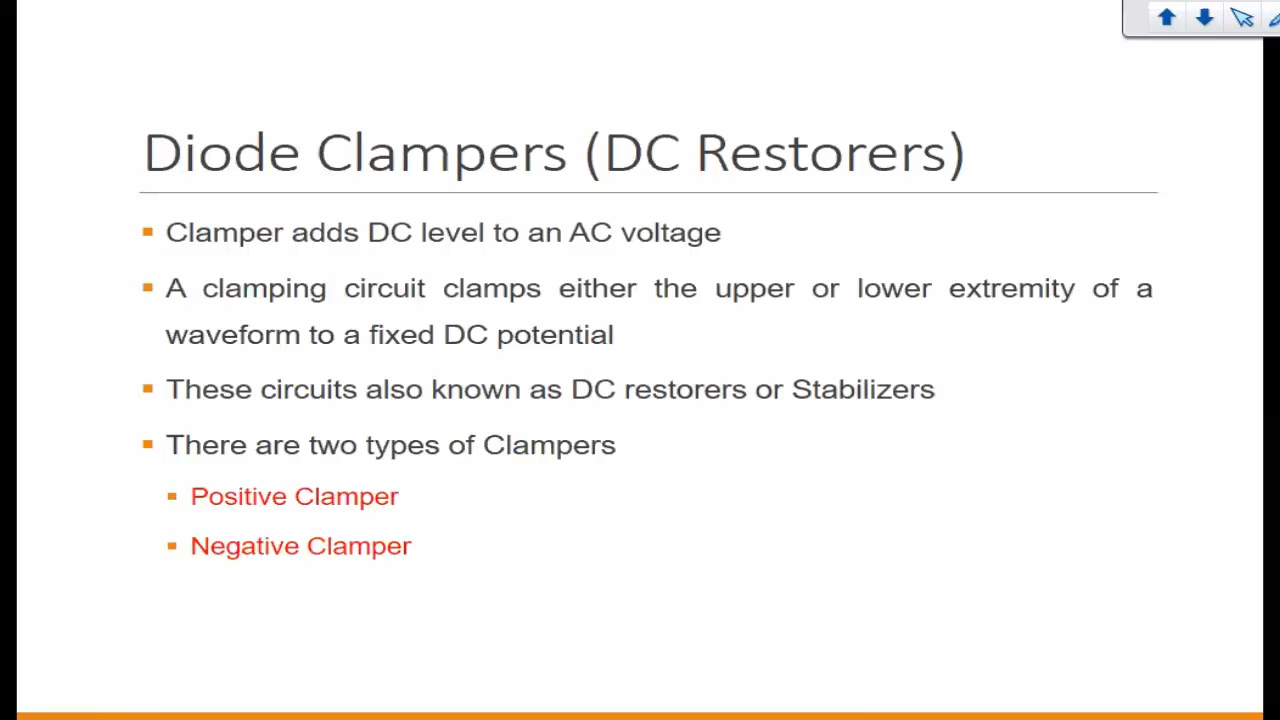 Diode Clampers (DC Restorers)
Clamper adds DC level to an AC voltage
A clamping circuit clamps either the upper or lower extremity of a
waveform to a fixed DC potential
These circuits also known as DC restorers or Stabilizers
There are two types of Clampers
Positive Clamper
Negative Clamper